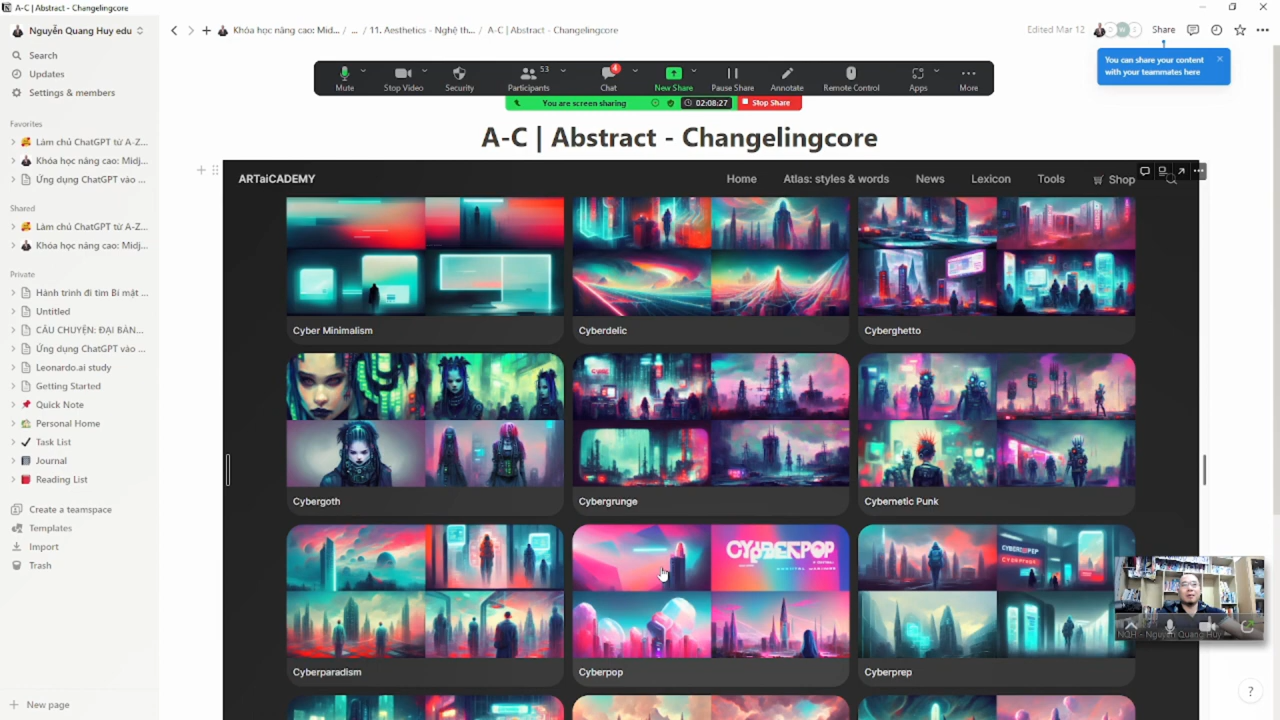 A-C | Abstract - Changelingcore
Nguyễn Quang Huy edu
Search
Updates
Settings & members
Favorites
Làm chủ ChatGPT từ A-Z...
Khóa học nâng cao: Midj...
Ứng dụng ChatGPT vào ...
Shared
Làm chủ ChatGPT từ A-Z...
Khóa học nâng cao: Midj...
Private
Hành trình đi tìm Bí mật ...
Untitled
CÂU CHUYỆN: ĐẠI BÀN...
Ứng dụng ChatGPT vào ...
Leonardo.ai study
Getting Started
Quick Note
Personal Home
Task List
Journal
Reading List
Create a teamspace
Templates
Import
Trash
New page
Khóa học nâng cao: Mid... / ... / 11. Aesthetics - Nghệ th... / A-C | Abstract - Changelingcore
Edited Mar 12
Share
You can share your content
with your teammates here
Mute
Stop Video
Security
Participants
53
Chat
4
New Share
Pause Share
Annotate
Remote Control
Apps
More
You are screen sharing
02:08:27
Stop Share
A-C | Abstract - Changelingcore
ARTaiCADEMY
Home
Atlas: styles & words
News
Lexicon
Tools
Shop
Cyber Minimalism
Cyberdelic
Cyberghetto
Cybergoth
Cybergrunge
Cybernetic Punk
CYBERPOP
Cyberparadism
Cyberpop
Cyberprep
NQH - Nguyen Quang Huy
?